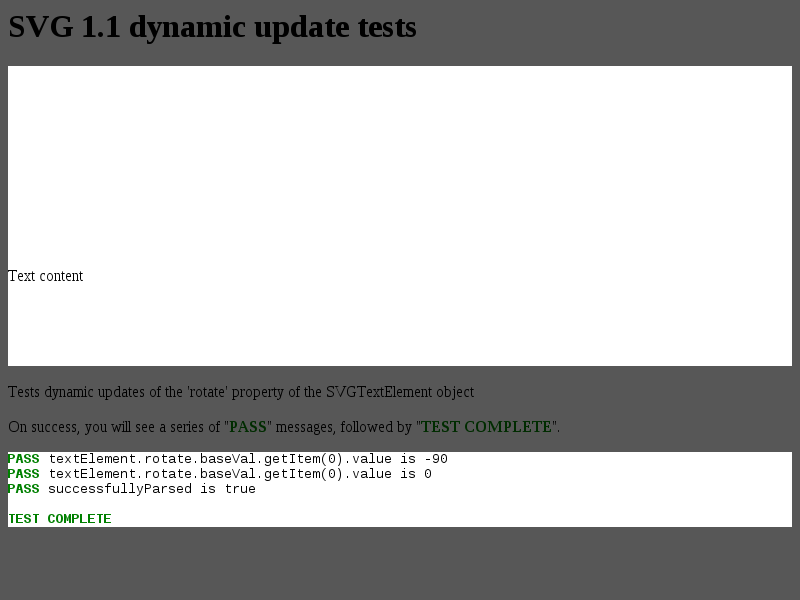 SVG 1.1 dynamic update tests
Text content
Tests dynamic updates of the 'rotate' property of the SVGTextElement object
On success, you will see a series of "PASS" messages, followed by "TEST COMPLETE".
PASS textElement.rotate.baseVal.getItem(0).value is -90
PASS textElement.rotate.baseVal.getItem(0).value is 0
PASS successfullyParsed is true
TEST COMPLETE